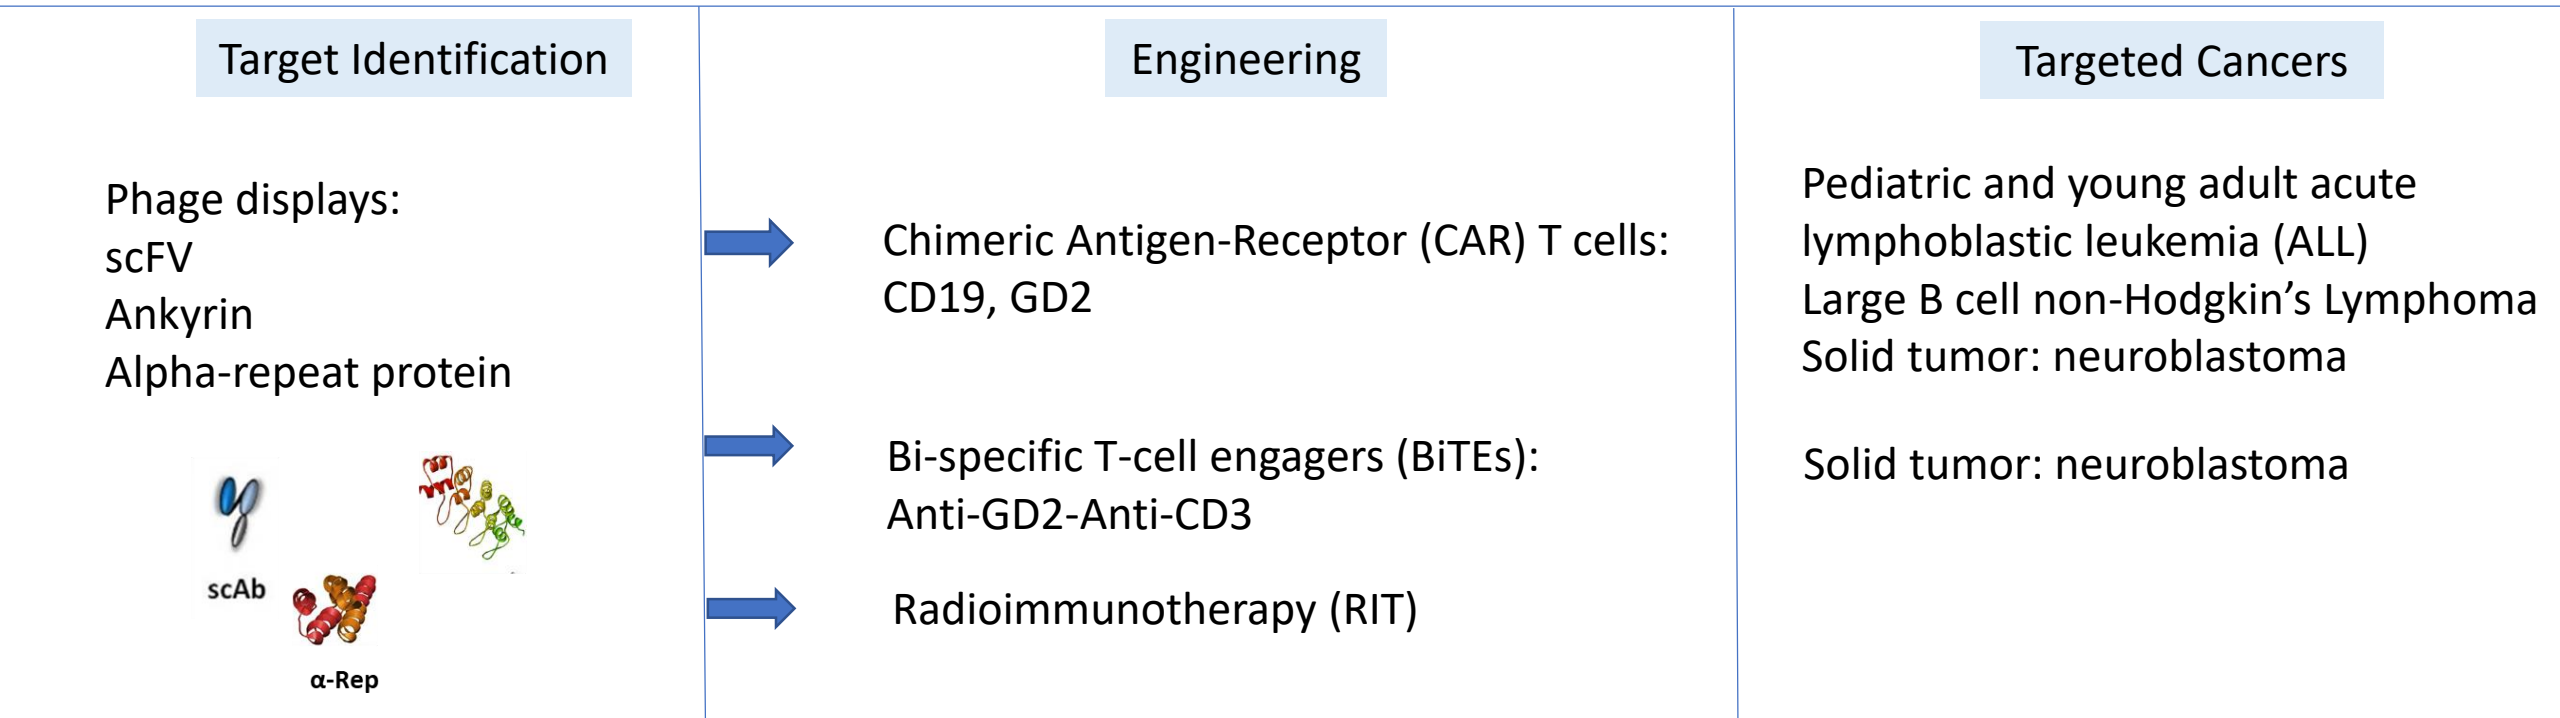 Target Identification
Phage displays:
scFV
Ankyrin
Alpha-repeat protein
scAb
α-Rep
Engineering
Chimeric Antigen-Receptor (CAR) T cells:
CD19, GD2
Bi-specific T-cell engagers (BiTEs):
Anti-GD2-Anti-CD3
Radioimmunotherapy (RIT)
Targeted Cancers
Pediatric and young adult acute
lymphoblastic leukemia (ALL)
Large B cell non-Hodgkin’s Lymphoma
Solid tumor: neuroblastoma
Solid tumor: neuroblastoma